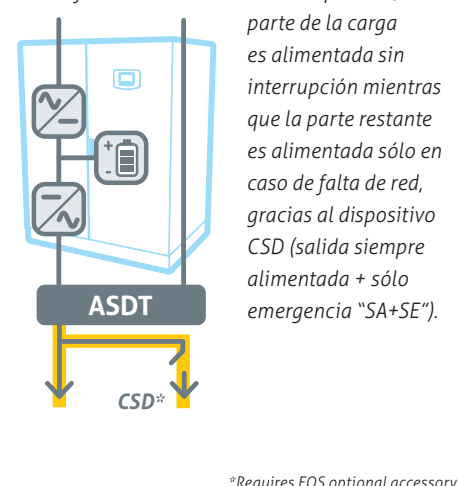 parte de la carga
es alimentada sin
interrupción mientras
que la parte restante
es alimentada sólo en
caso de falta de red,
gracias al dispositivo
CSD (salida siempre
alimentada + sólo
emergencia “SA+SE”).
+
-
ASDT
CSD*
*Requires EOS optional accessory